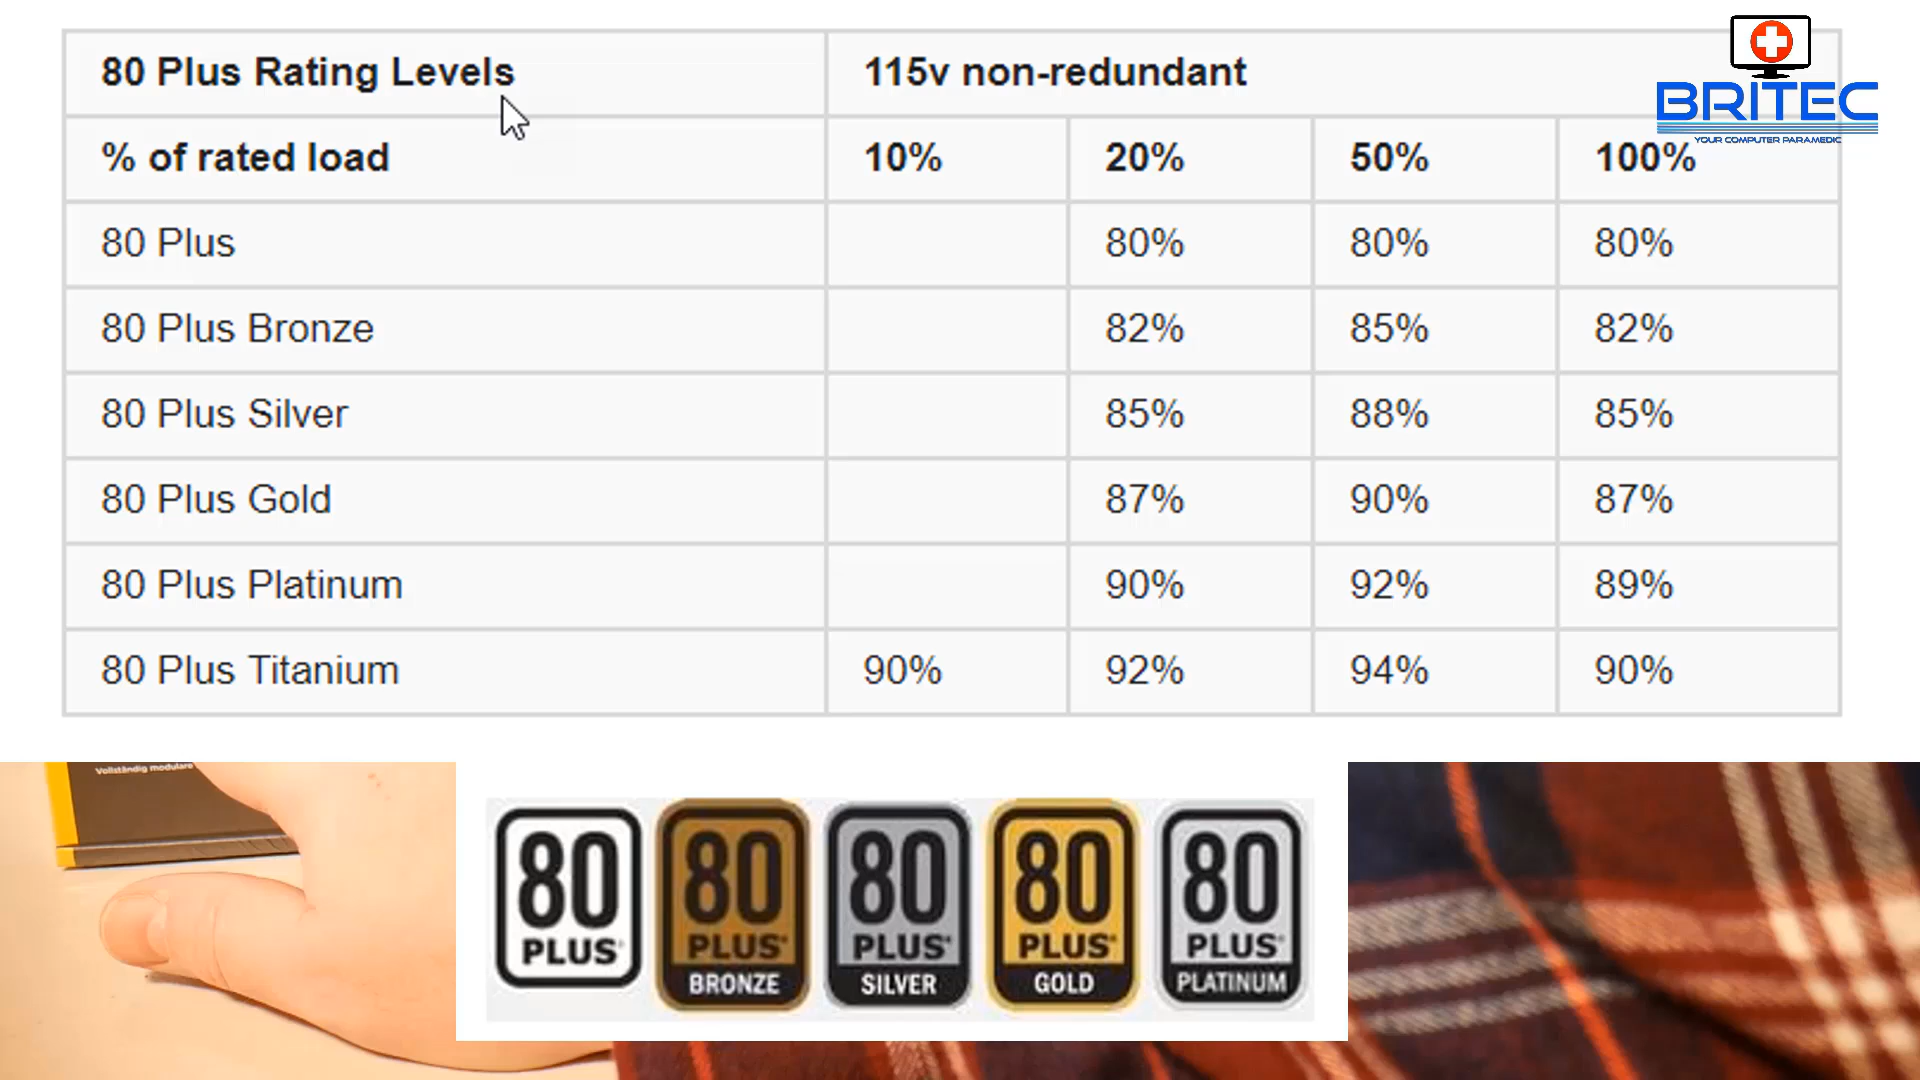 80 Plus Rating Levels 115v non-redundant
% of rated load 10% 20% 50% 100%
80 Plus 80% 80% 80%
80 Plus Bronze 82% 85% 82%
80 Plus Silver 85% 88% 85%
80 Plus Gold 87% 90% 87%
80 Plus Platinum 90% 92% 89%
80 Plus Titanium 90% 92% 94% 90%
BRITEC
YOUR COMPUTER PARAMEDIC
Vollständig modulare
80 PLUS
80 PLUS BRONZE
80 PLUS SILVER
80 PLUS GOLD
80 PLUS PLATINUM